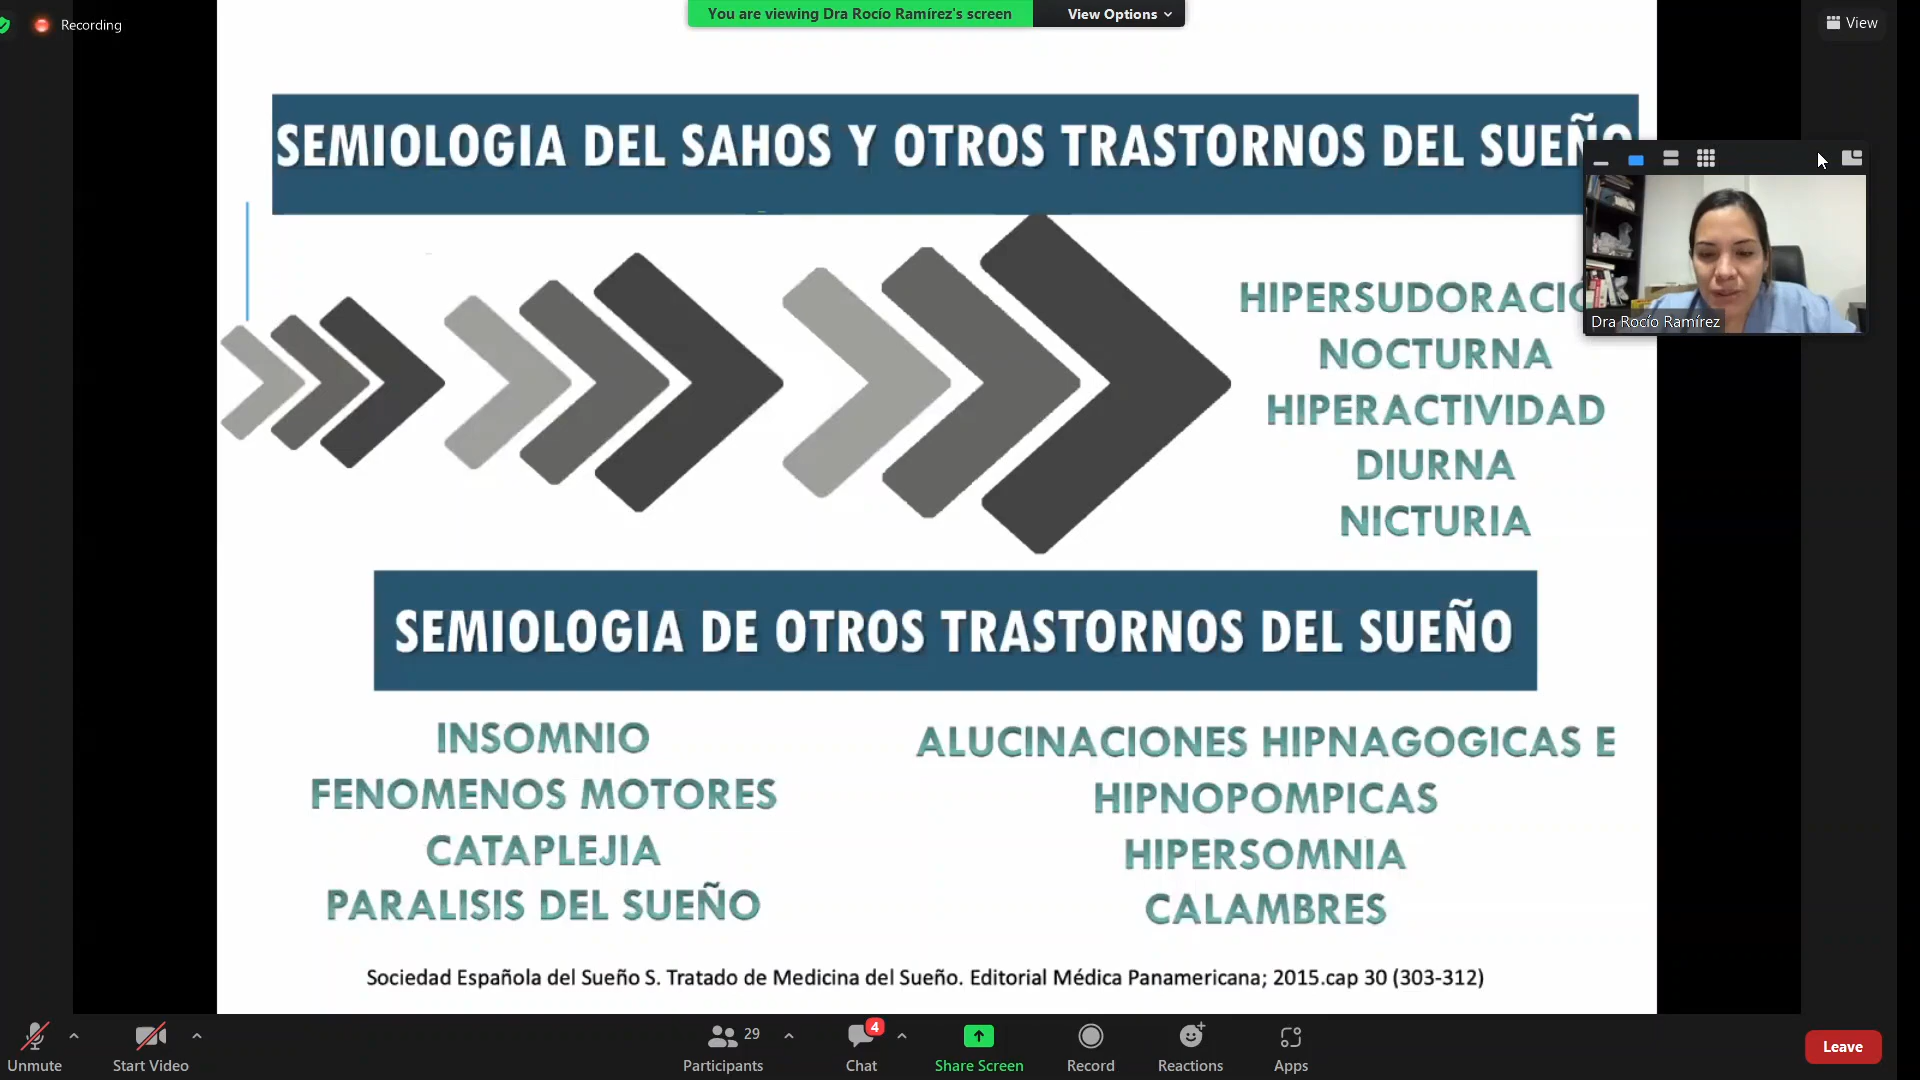 Recording
You are viewing Dra Rocío Ramírez's screen
View Options
View
SEMIOLOGIA DEL SAHOS Y OTROS TRASTORNOS DEL SUEÑO
HIPERSUDORACIÓ
NOCTURNA
HIPERACTIVIDAD
DIURNA
NICTURIA
Dra Rocío Ramírez
SEMIOLOGIA DE OTROS TRASTORNOS DEL SUEÑO
INSOMNIO
FENOMENOS MOTORES
CATAPLEJIA
PARALISIS DEL SUEÑO
ALUCINACIONES HIPNAGOGICAS E
HIPNOPOMPICAS
HIPERSOMNIA
CALAMBRES
Sociedad Española del Sueño S. Tratado de Medicina del Sueño. Editorial Médica Panamericana; 2015.cap 30 (303-312)
Unmute
Start Video
29
Participants
4
Chat
Share Screen
Record
Reactions
Apps
Leave